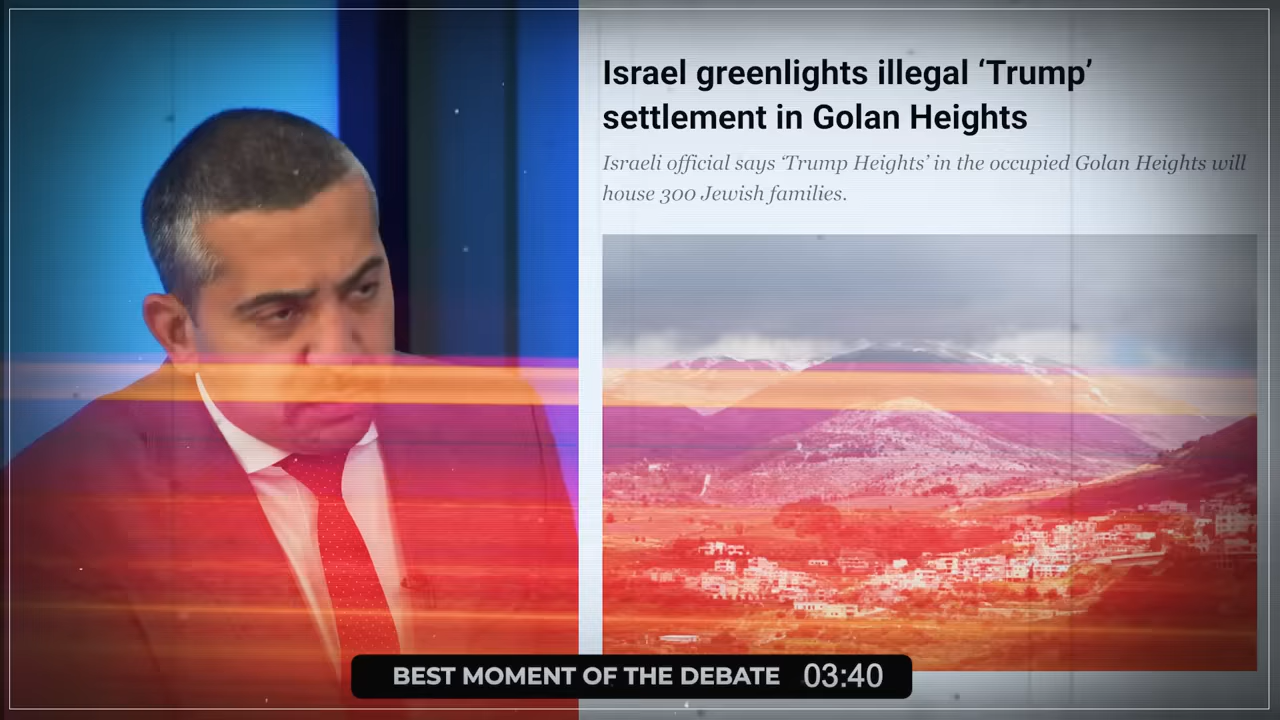 Israel greenlights illegal ‘Trump’
settlement in Golan Heights
Israeli official says ‘Trump Heights’ in the occupied Golan Heights will
house 300 Jewish families.
BEST MOMENT OF THE DEBATE 03:40